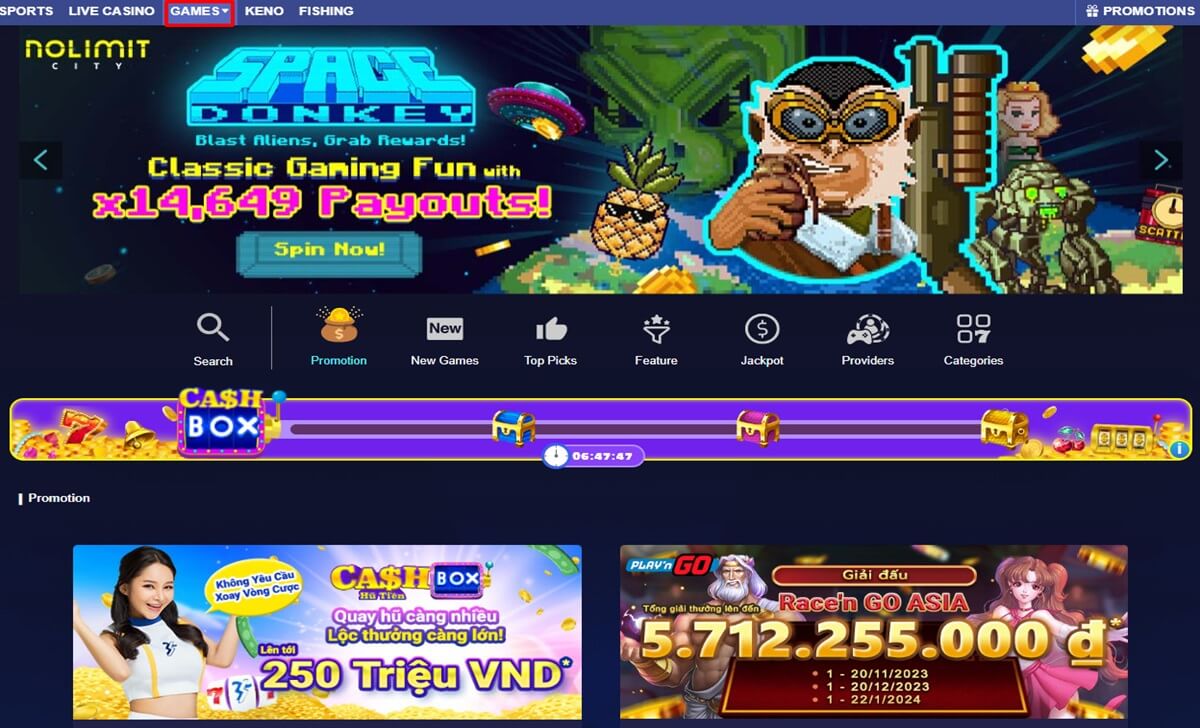 SPORTS LIVE CASINO GAMES KENO FISHING PROMOTIONS
NOLIMIT
CITY
SPACE
DONKEY
Blast Aliens, Grab Rewards!
Classic Gaming Fun with
x14,649 Payouts!
Spin Now!
SCATT
New
Search Promotion New Games Top Picks Feature Jackpot Providers Categories
CA$H
BOX
06:47:47
Promotion
Không Yêu Cầu
Xoay Vòng Cược
CA$H BOX
Hũ Tiền
Quay hũ càng nhiều
Lộc thưởng càng lớn!
Lên tới
250 Triệu VND*
PLAY'n GO
Giải đấu
Tổng giải thưởng lên đến
Race'n GO ASIA
5.712.255.000 đ*
• 1 - 20/11/2023
• 1 - 20/12/2023
• 1 - 22/1/2024